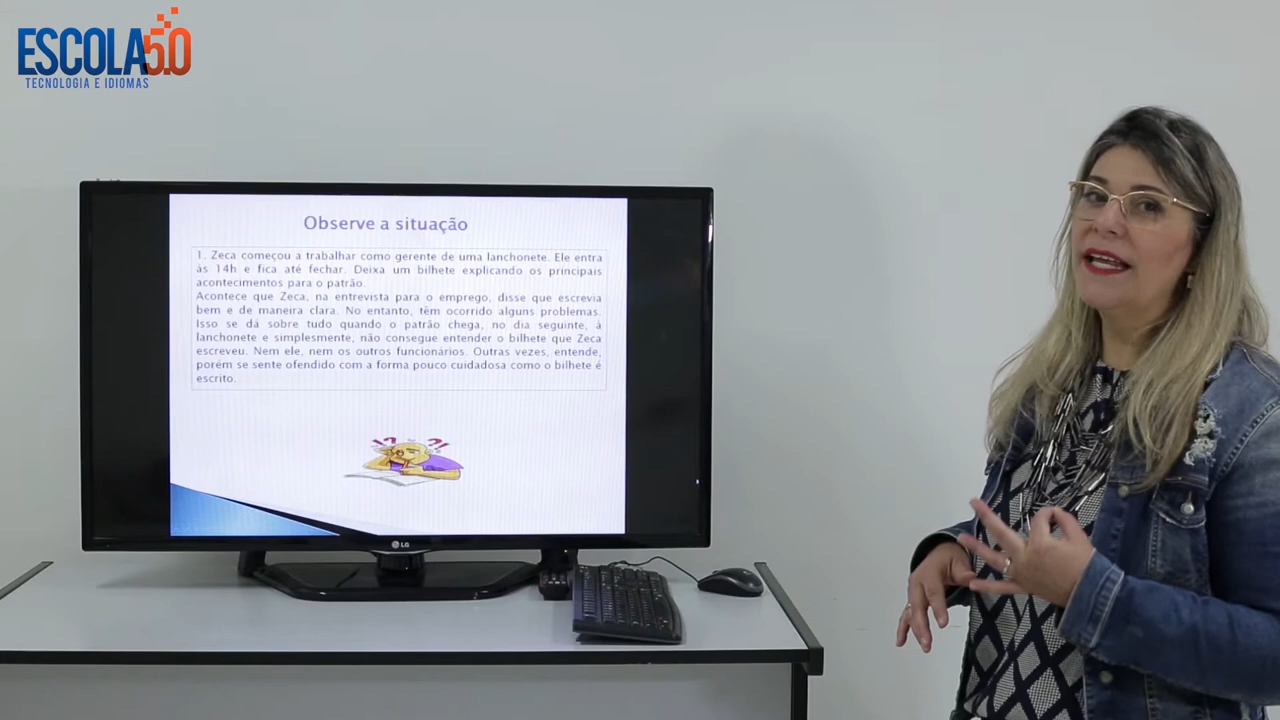 ESCOLA 5.0
TECNOLOGIA E IDIOMAS
Observe a situação
1. Zeca começou a trabalhar como gerente de uma lanchonete. Ele entra
às 14h e fica até fechar. Deixa um bilhete explicando os principais
acontecimentos para o patrão.
Acontece que Zeca, na entrevista para o emprego, disse que escrevia
bem e de maneira clara. No entanto, têm ocorrido alguns problemas.
Isso se dá sobre tudo quando o patrão chega, no dia seguinte, à
lanchonete e simplesmente, não consegue entender o bilhete que Zeca
escreveu. Nem ele, nem os outros funcionários. Outras vezes, entende,
porém se sente ofendido com a forma pouco cuidadosa como o bilhete é
escrito.
!? ?!
LG